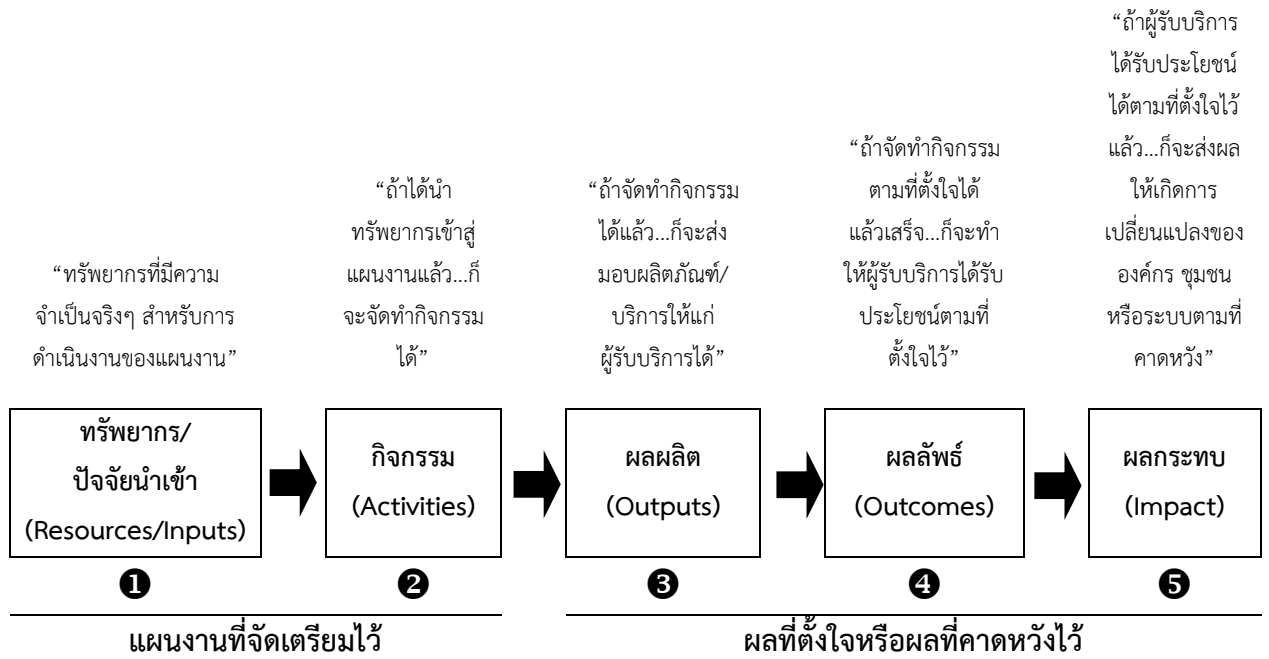 “ทรัพยากรที่มีความ
จำเป็นจริงๆ สำหรับการ
ดำเนินงานของแผนงาน”
“ถ้าได้นำ
ทรัพยากรเข้าสู่
แผนงานแล้ว...ก็
จะจัดทำกิจกรรม
ได้”
“ถ้าจัดทำกิจกรรม
ได้แล้ว...ก็จะส่ง
มอบผลิตภัณฑ์/
บริการให้แก่
ผู้รับบริการได้”
“ถ้าจัดทำกิจกรรม
ตามที่ตั้งใจได้
แล้วเสร็จ...ก็จะทำ
ให้ผู้รับบริการได้รับ
ประโยชน์ตามที่
ตั้งใจไว้”
“ถ้าผู้รับบริการ
ได้รับประโยชน์
ได้ตามที่ตั้งใจไว้
แล้ว...ก็จะส่งผล
ให้เกิดการ
เปลี่ยนแปลงของ
องค์กร ชุมชน
หรือระบบตามที่
คาดหวัง”
ทรัพยากร/
ปัจจัยนำเข้า
(Resources/Inputs)
กิจกรรม
(Activities)
ผลผลิต
(Outputs)
ผลลัพธ์
(Outcomes)
ผลกระทบ
(Impact)
❶
❷
❸
❹
❺
แผนงานที่จัดเตรียมไว้
ผลที่ตั้งใจหรือผลที่คาดหวังไว้